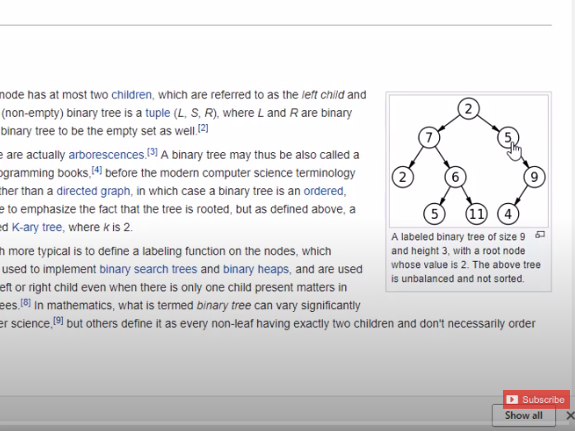 node has at most two children, which are referred to as the left child and
(non-empty) binary tree is a tuple (L, S, R), where L and R are binary
binary tree to be the empty set as well.[2]
e are actually arborescences.[3] A binary tree may thus be also called a
ogramming books,[4] before the modern computer science terminology
ther than a directed graph, in which case a binary tree is an ordered,
e to emphasize the fact that the tree is rooted, but as defined above, a
ed K-ary tree, where k is 2.
h more typical is to define a labeling function on the nodes, which
used to implement binary search trees and binary heaps, and are used
eft or right child even when there is only one child present matters in
ees.[8] In mathematics, what is termed binary tree can vary significantly
er science,[9] but others define it as every non-leaf having exactly two children and don't necessarily order
2
7 5
2 6 9
5 11 4
A labeled binary tree of size 9
and height 3, with a root node
whose value is 2. The above tree
is unbalanced and not sorted.
Subscribe
Show all